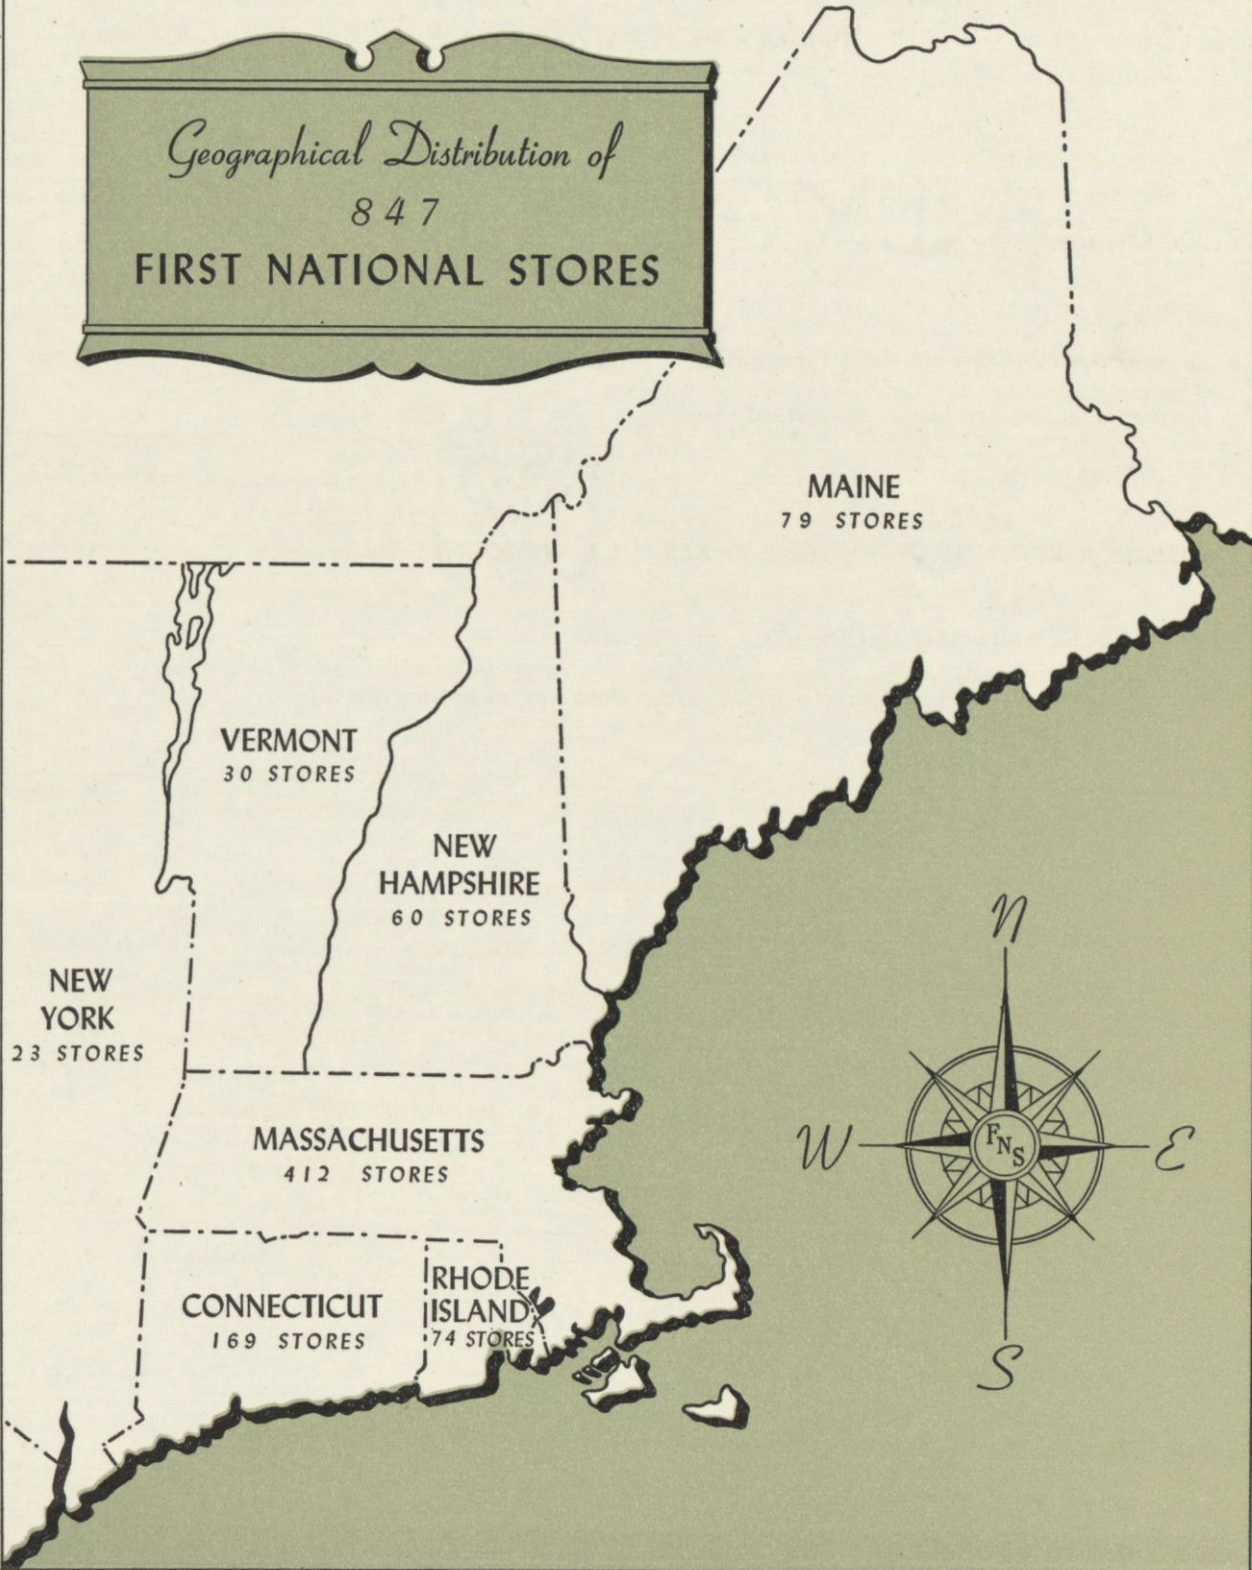 Geographical Distribution of
847
FIRST NATIONAL STORES
MAINE
79 STORES
VERMONT
30 STORES
NEW
HAMPSHIRE
60 STORES
NEW
YORK
23 STORES
MASSACHUSETTS
412 STORES
CONNECTICUT
169 STORES
RHODE
ISLAND
74 STORES
N
W
FNS
E
S